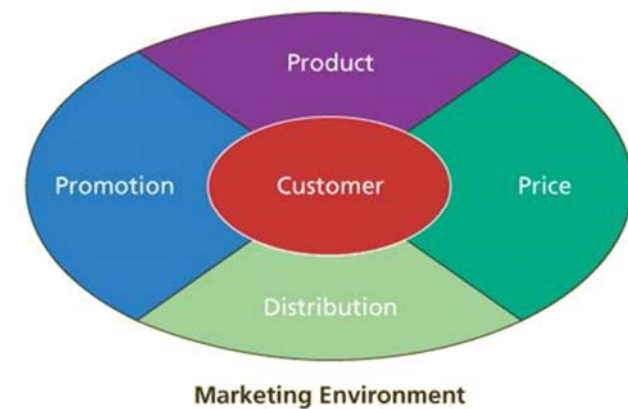 Product
Promotion
Customer
Price
Distribution
Marketing Environment